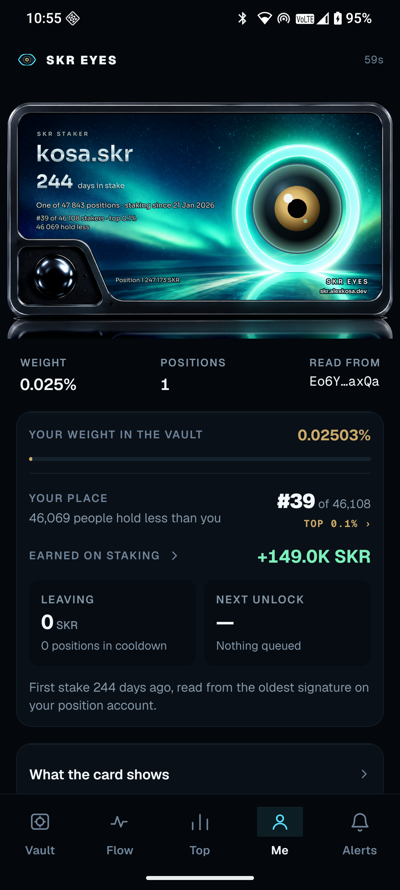 10:55
VoLTE
95%
SKR EYES
59s
SKR STAKER
kosa.skr
244 days in stake
One of 47 843 positions · staking since 21 Jan 2026
#39 of 46 108 stakers · top 0.1%
46 069 hold less
Position 1 247 173 SKR
SKR EYES
skr.alexkosa.dev
WEIGHT
POSITIONS
READ FROM
0.025%
1
Eo6Y…axQa
YOUR WEIGHT IN THE VAULT
0.02503%
YOUR PLACE
#39 of 46,108
46,069 people hold less than you
TOP 0.1% ›
EARNED ON STAKING ›
+149.0K SKR
LEAVING
0 SKR
0 positions in cooldown
NEXT UNLOCK
—
Nothing queued
First stake 244 days ago, read from the oldest signature on
your position account.
What the card shows ›
Vault
Flow
Top
Me
Alerts